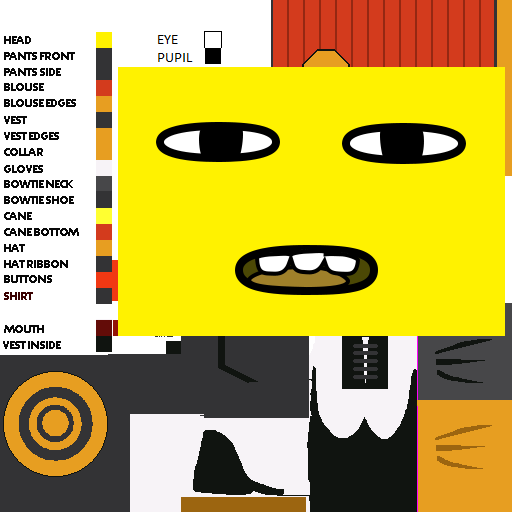 EYE
PUPIL
HEAD
PANTS FRONT
PANTS SIDE
BLOUSE
BLOUSE EDGES
VEST
VEST EDGES
COLLAR
GLOVES
BOWTIE NECK
BOWTIE SHOE
CANE
CANE BOTTOM
HAT
HAT RIBBON
BUTTONS
SHIRT
MOUTH
VEST INSIDE